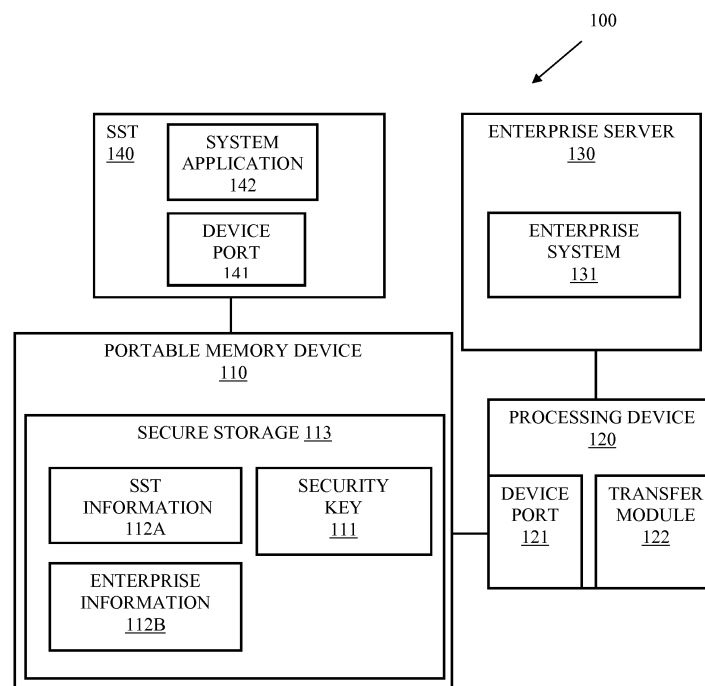 100
SST
140
SYSTEM
APPLICATION
142
DEVICE
PORT
141
ENTERPRISE SERVER
130
ENTERPRISE
SYSTEM
131
PORTABLE MEMORY DEVICE
110
SECURE STORAGE 113
SST
INFORMATION
112A
SECURITY
KEY
111
ENTERPRISE
INFORMATION
112B
PROCESSING DEVICE
120
DEVICE
PORT
121
TRANSFER
MODULE
122